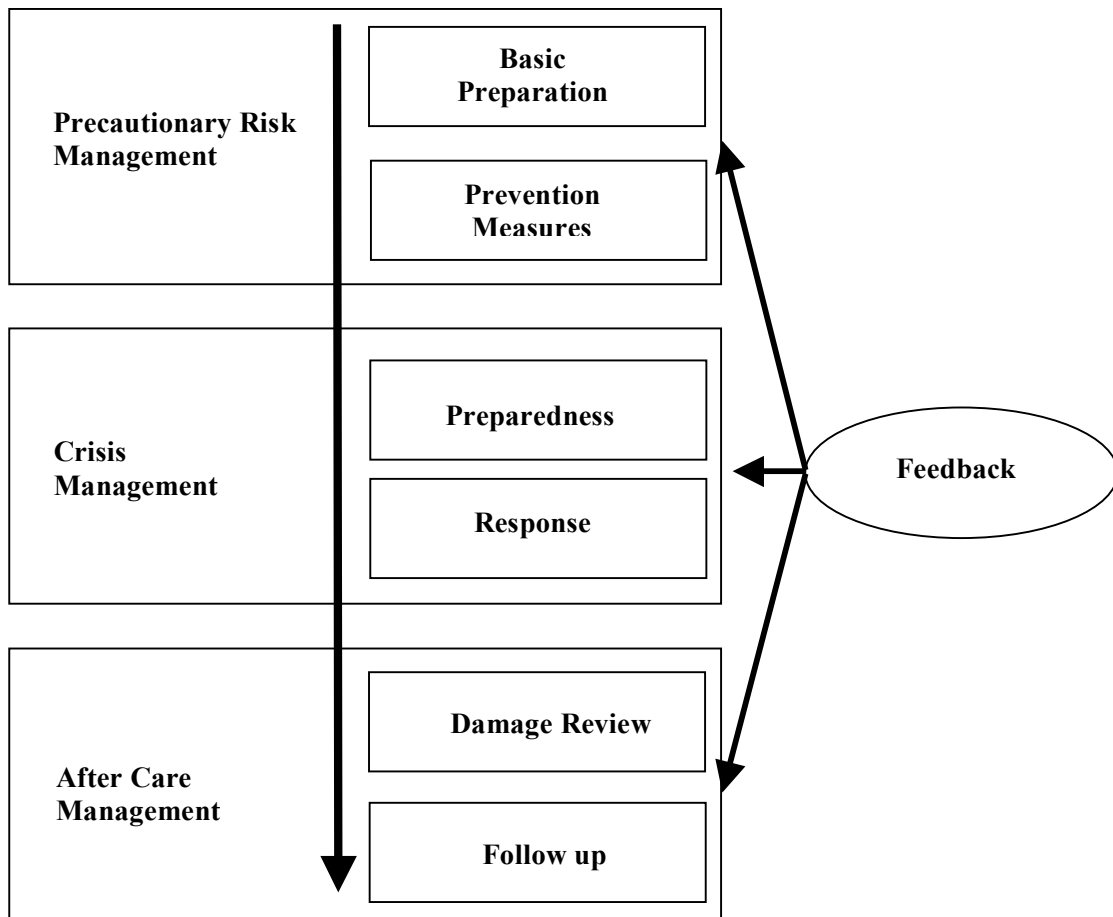 Precautionary Risk
Management
Basic
Preparation
Prevention
Measures
Crisis
Management
Preparedness
Response
Feedback
After Care
Management
Damage Review
Follow up